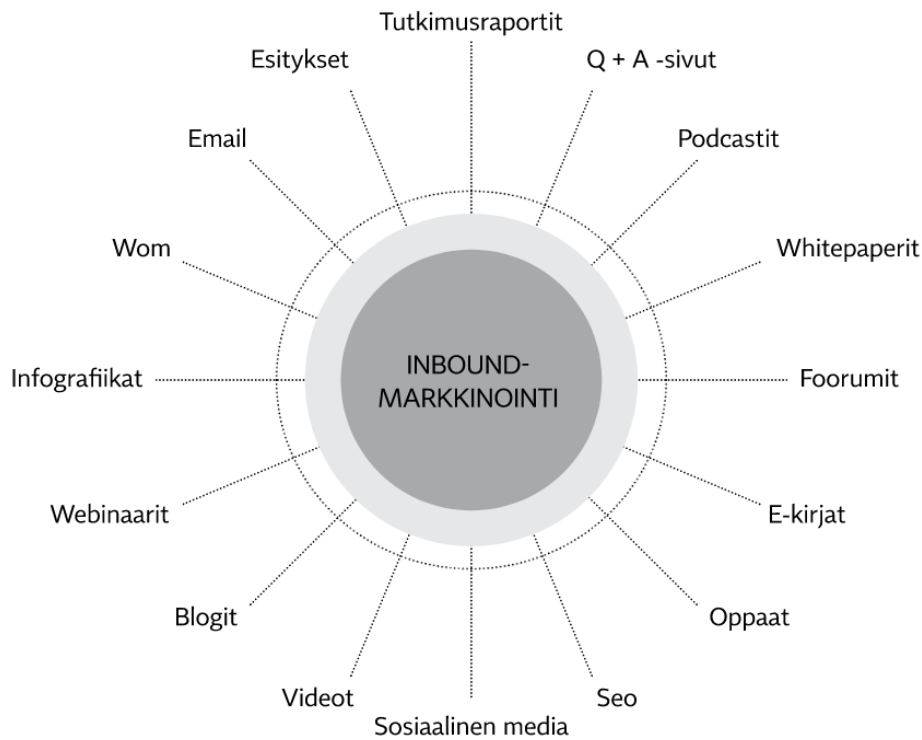 Tutkimusraportit
Esitykset
Q + A -sivut
Email
Podcastit
Wom
Whitepaperit
INBOUND-
MARKKINOINTI
Infografiikat
Foorumit
Webinaarit
E-kirjat
Blogit
Oppaat
Videot
Seo
Sosiaalinen media